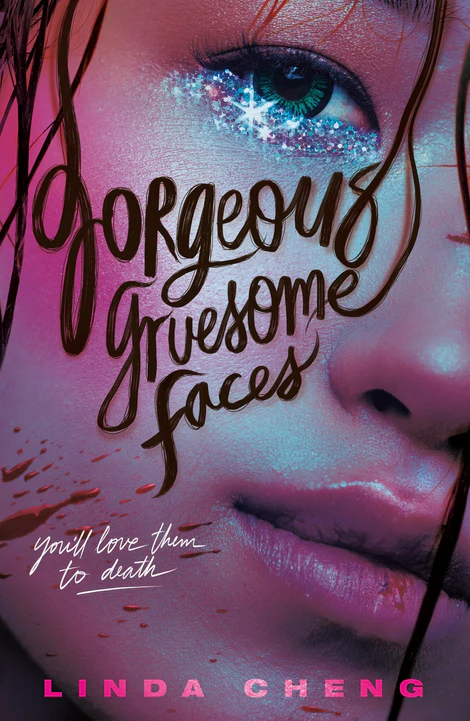 gorgeous
gruesome
faces
you'll love them
to death
LINDA CHENG